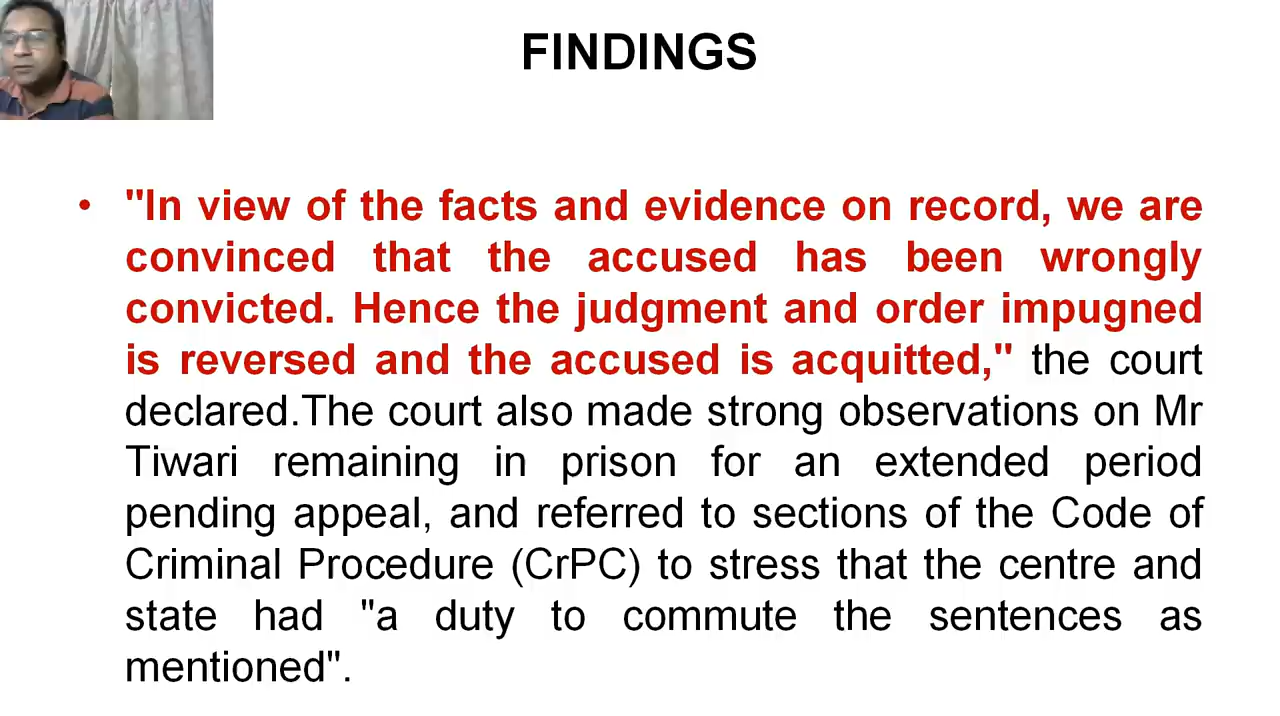 FINDINGS
• "In view of the facts and evidence on record, we are
convinced that the accused has been wrongly
convicted. Hence the judgment and order impugned
is reversed and the accused is acquitted," the court
declared.The court also made strong observations on Mr
Tiwari remaining in prison for an extended period
pending appeal, and referred to sections of the Code of
Criminal Procedure (CrPC) to stress that the centre and
state had "a duty to commute the sentences as
mentioned".